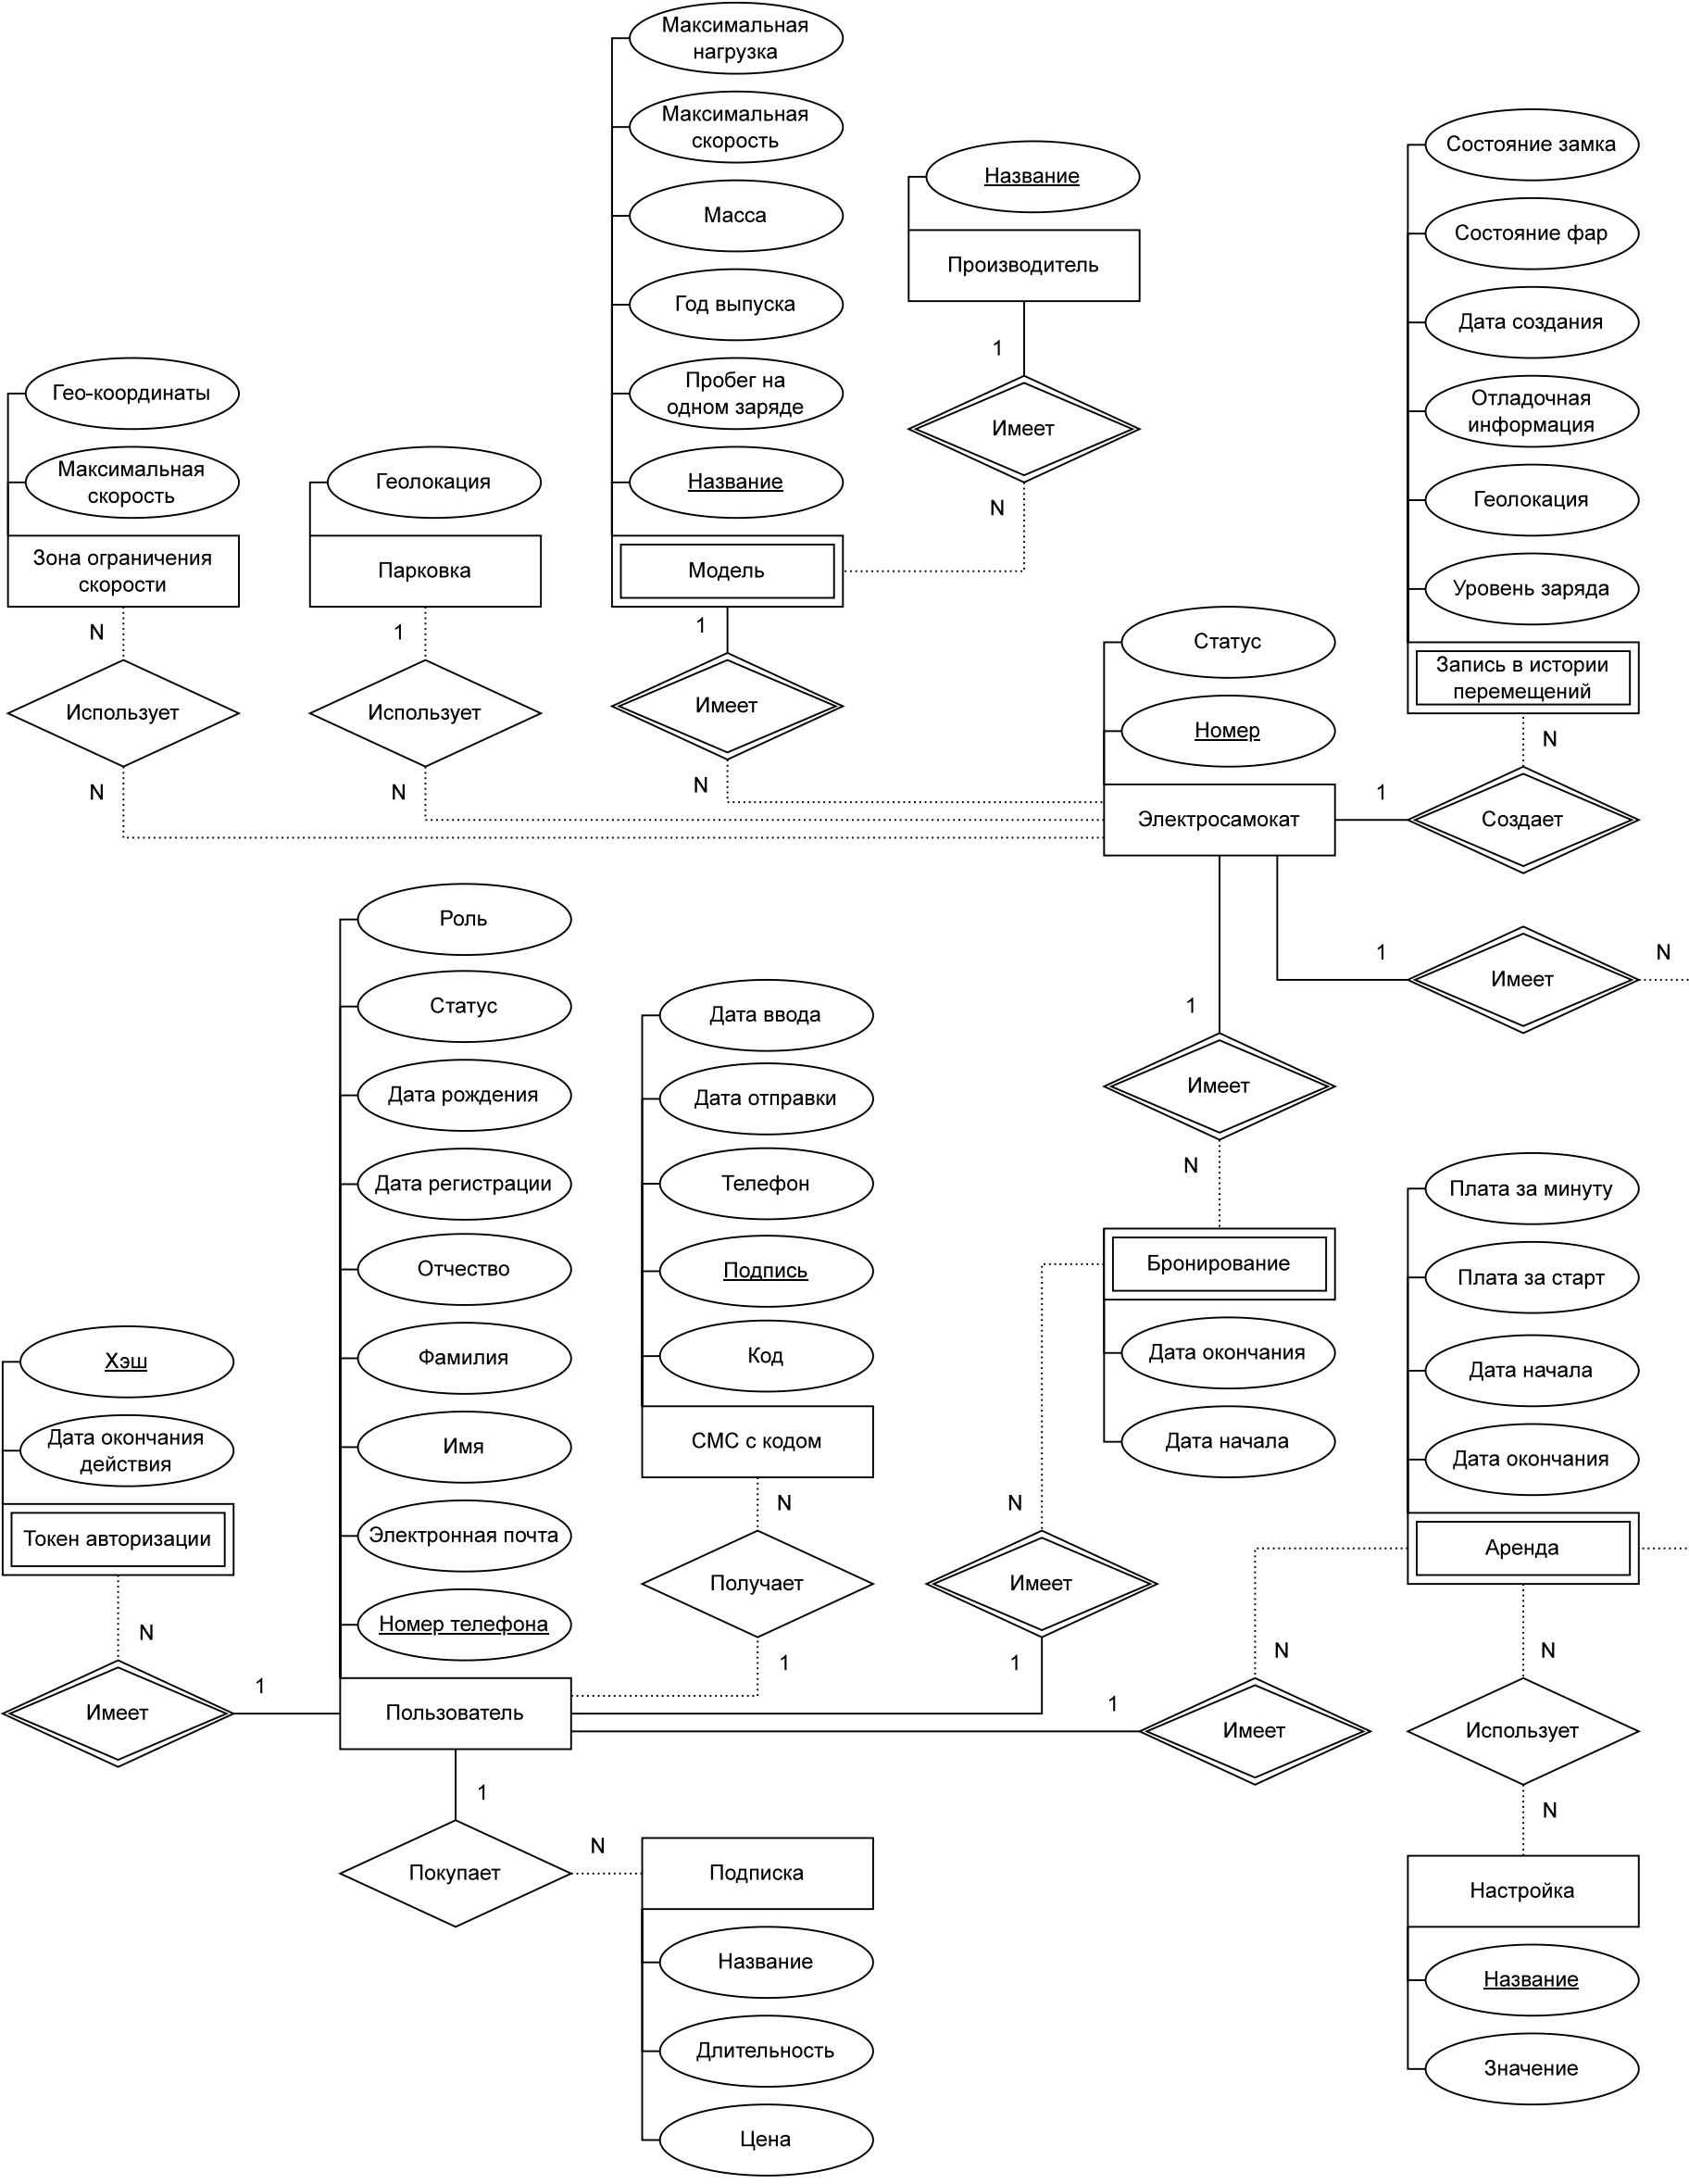 Максимальная
нагрузка
Максимальная
скорость
Масса
Год выпуска
Пробег на
одном заряде
Название
Модель
Название
Производитель
1
Имеет
N
Состояние замка
Состояние фар
Дата создания
Отладочная
информация
Геолокация
Уровень заряда
Запись в истории
перемещений
N
Создает
1
Гео-координаты
Максимальная
скорость
Зона ограничения
скорости
N
Использует
N
Геолокация
Парковка
1
Использует
N
1
Имеет
N
Статус
Номер
Электросамокат
1
Имеет
N
1
Имеет
N
Роль
Статус
Дата рождения
Дата регистрации
Отчество
Фамилия
Имя
Электронная почта
Номер телефона
Пользователь
Дата ввода
Дата отправки
Телефон
Подпись
Код
СМС с кодом
N
Получает
1
Бронирование
Дата окончания
Дата начала
N
Имеет
1
Плата за минуту
Плата за старт
Дата начала
Дата окончания
Аренда
N
Имеет
1
N
Использует
N
Хэш
Дата окончания
действия
Токен авторизации
N
Имеет
1
1
Покупает
N
Подписка
Название
Длительность
Цена
Настройка
Название
Значение